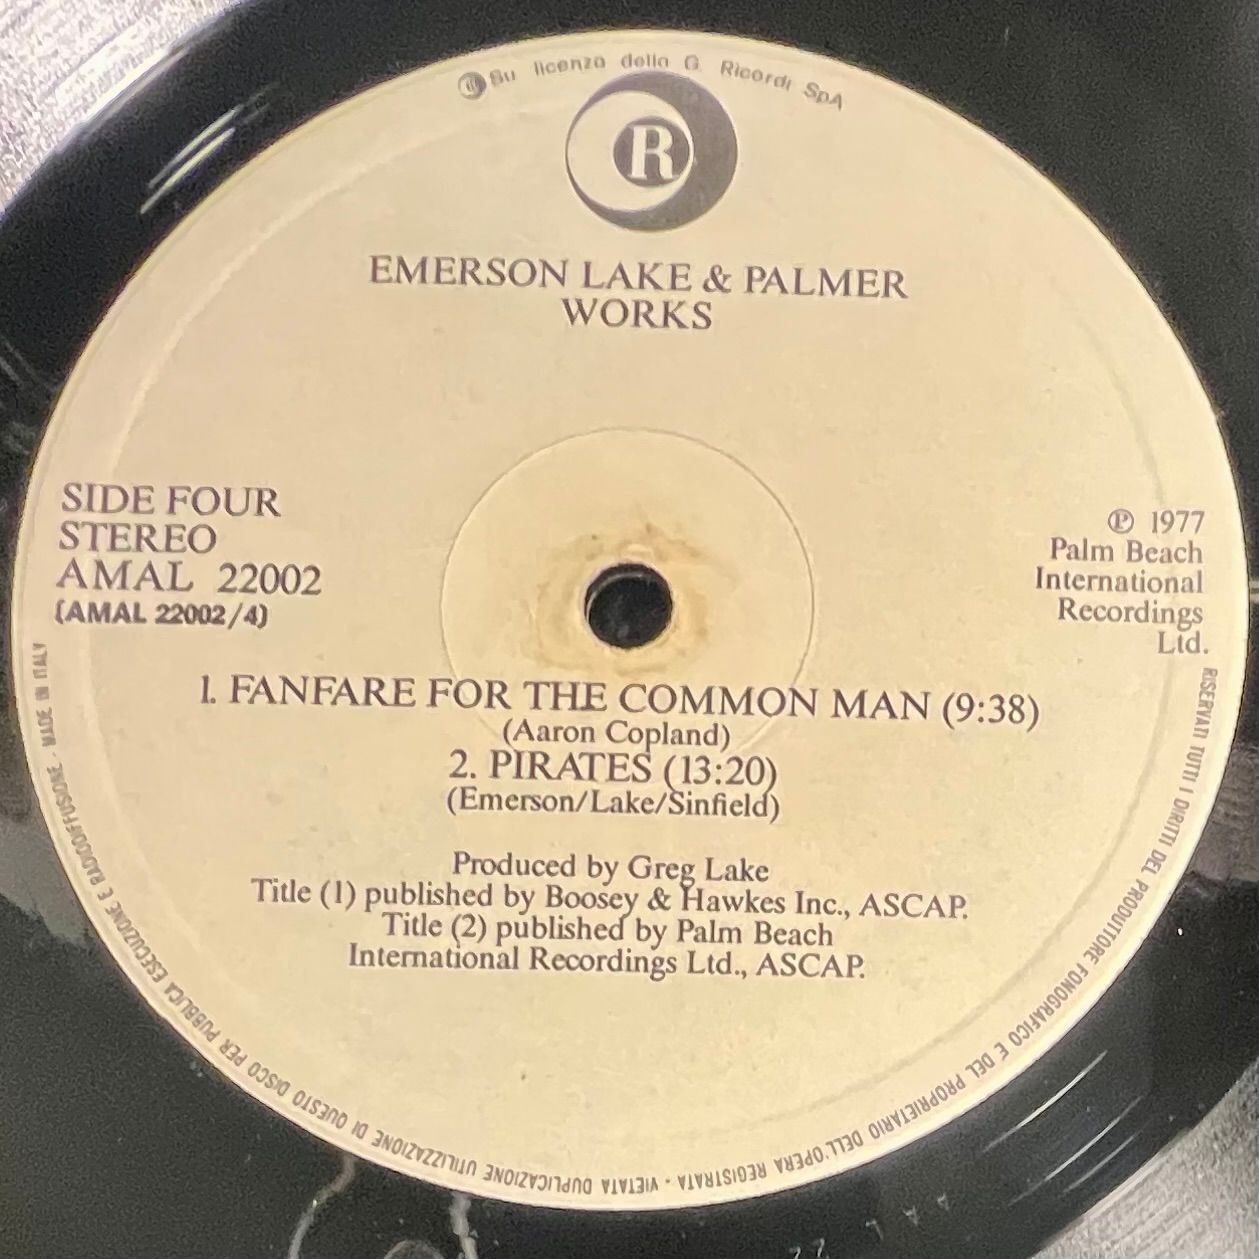 Su licenza della G. Ricordi SpA
R
EMERSON LAKE & PALMER
WORKS
SIDE FOUR
STEREO
AMAL 22002
(AMAL 22002/4)
℗ 1977
Palm Beach
International
Recordings
Ltd.
1. FANFARE FOR THE COMMON MAN (9:38)
(Aaron Copland)
2. PIRATES (13:20)
(Emerson/Lake/Sinfield)
Produced by Greg Lake
Title (1) published by Boosey & Hawkes Inc., ASCAP.
Title (2) published by Palm Beach
International Recordings Ltd., ASCAP.
RISERVATI TUTTI I DIRITTI DEL PRODUTTORE FONOGRAFICO E DEL PROPRIETARIO DELL'OPERA REGISTRATA - VIETATA DUPLICAZIONE UTILIZZAZIONE DI QUESTO DISCO PER PUBBLICA ESECUZIONE E RADIODIFFUSIONE - MADE IN ITALY